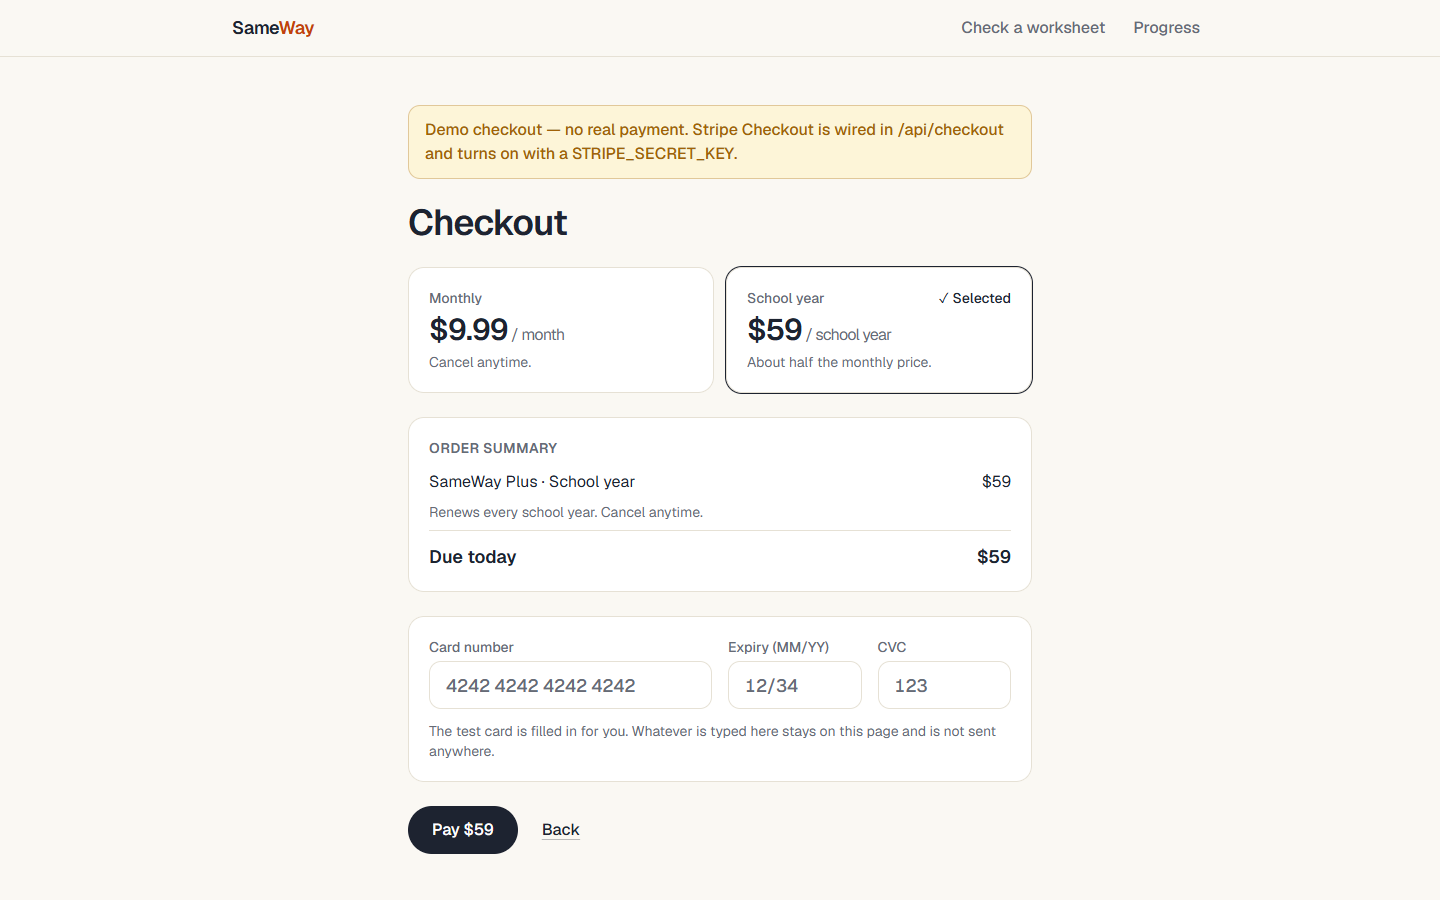 SameWay
Check a worksheet
Progress
Demo checkout — no real payment. Stripe Checkout is wired in /api/checkout
and turns on with a STRIPE_SECRET_KEY.
Checkout
Monthly
$9.99 / month
Cancel anytime.
School year
✓ Selected
$59 / school year
About half the monthly price.
ORDER SUMMARY
SameWay Plus · School year
$59
Renews every school year. Cancel anytime.
Due today
$59
Card number
Expiry (MM/YY)
CVC
4242 4242 4242 4242
12/34
123
The test card is filled in for you. Whatever is typed here stays on this page and is not sent
anywhere.
Pay $59
Back